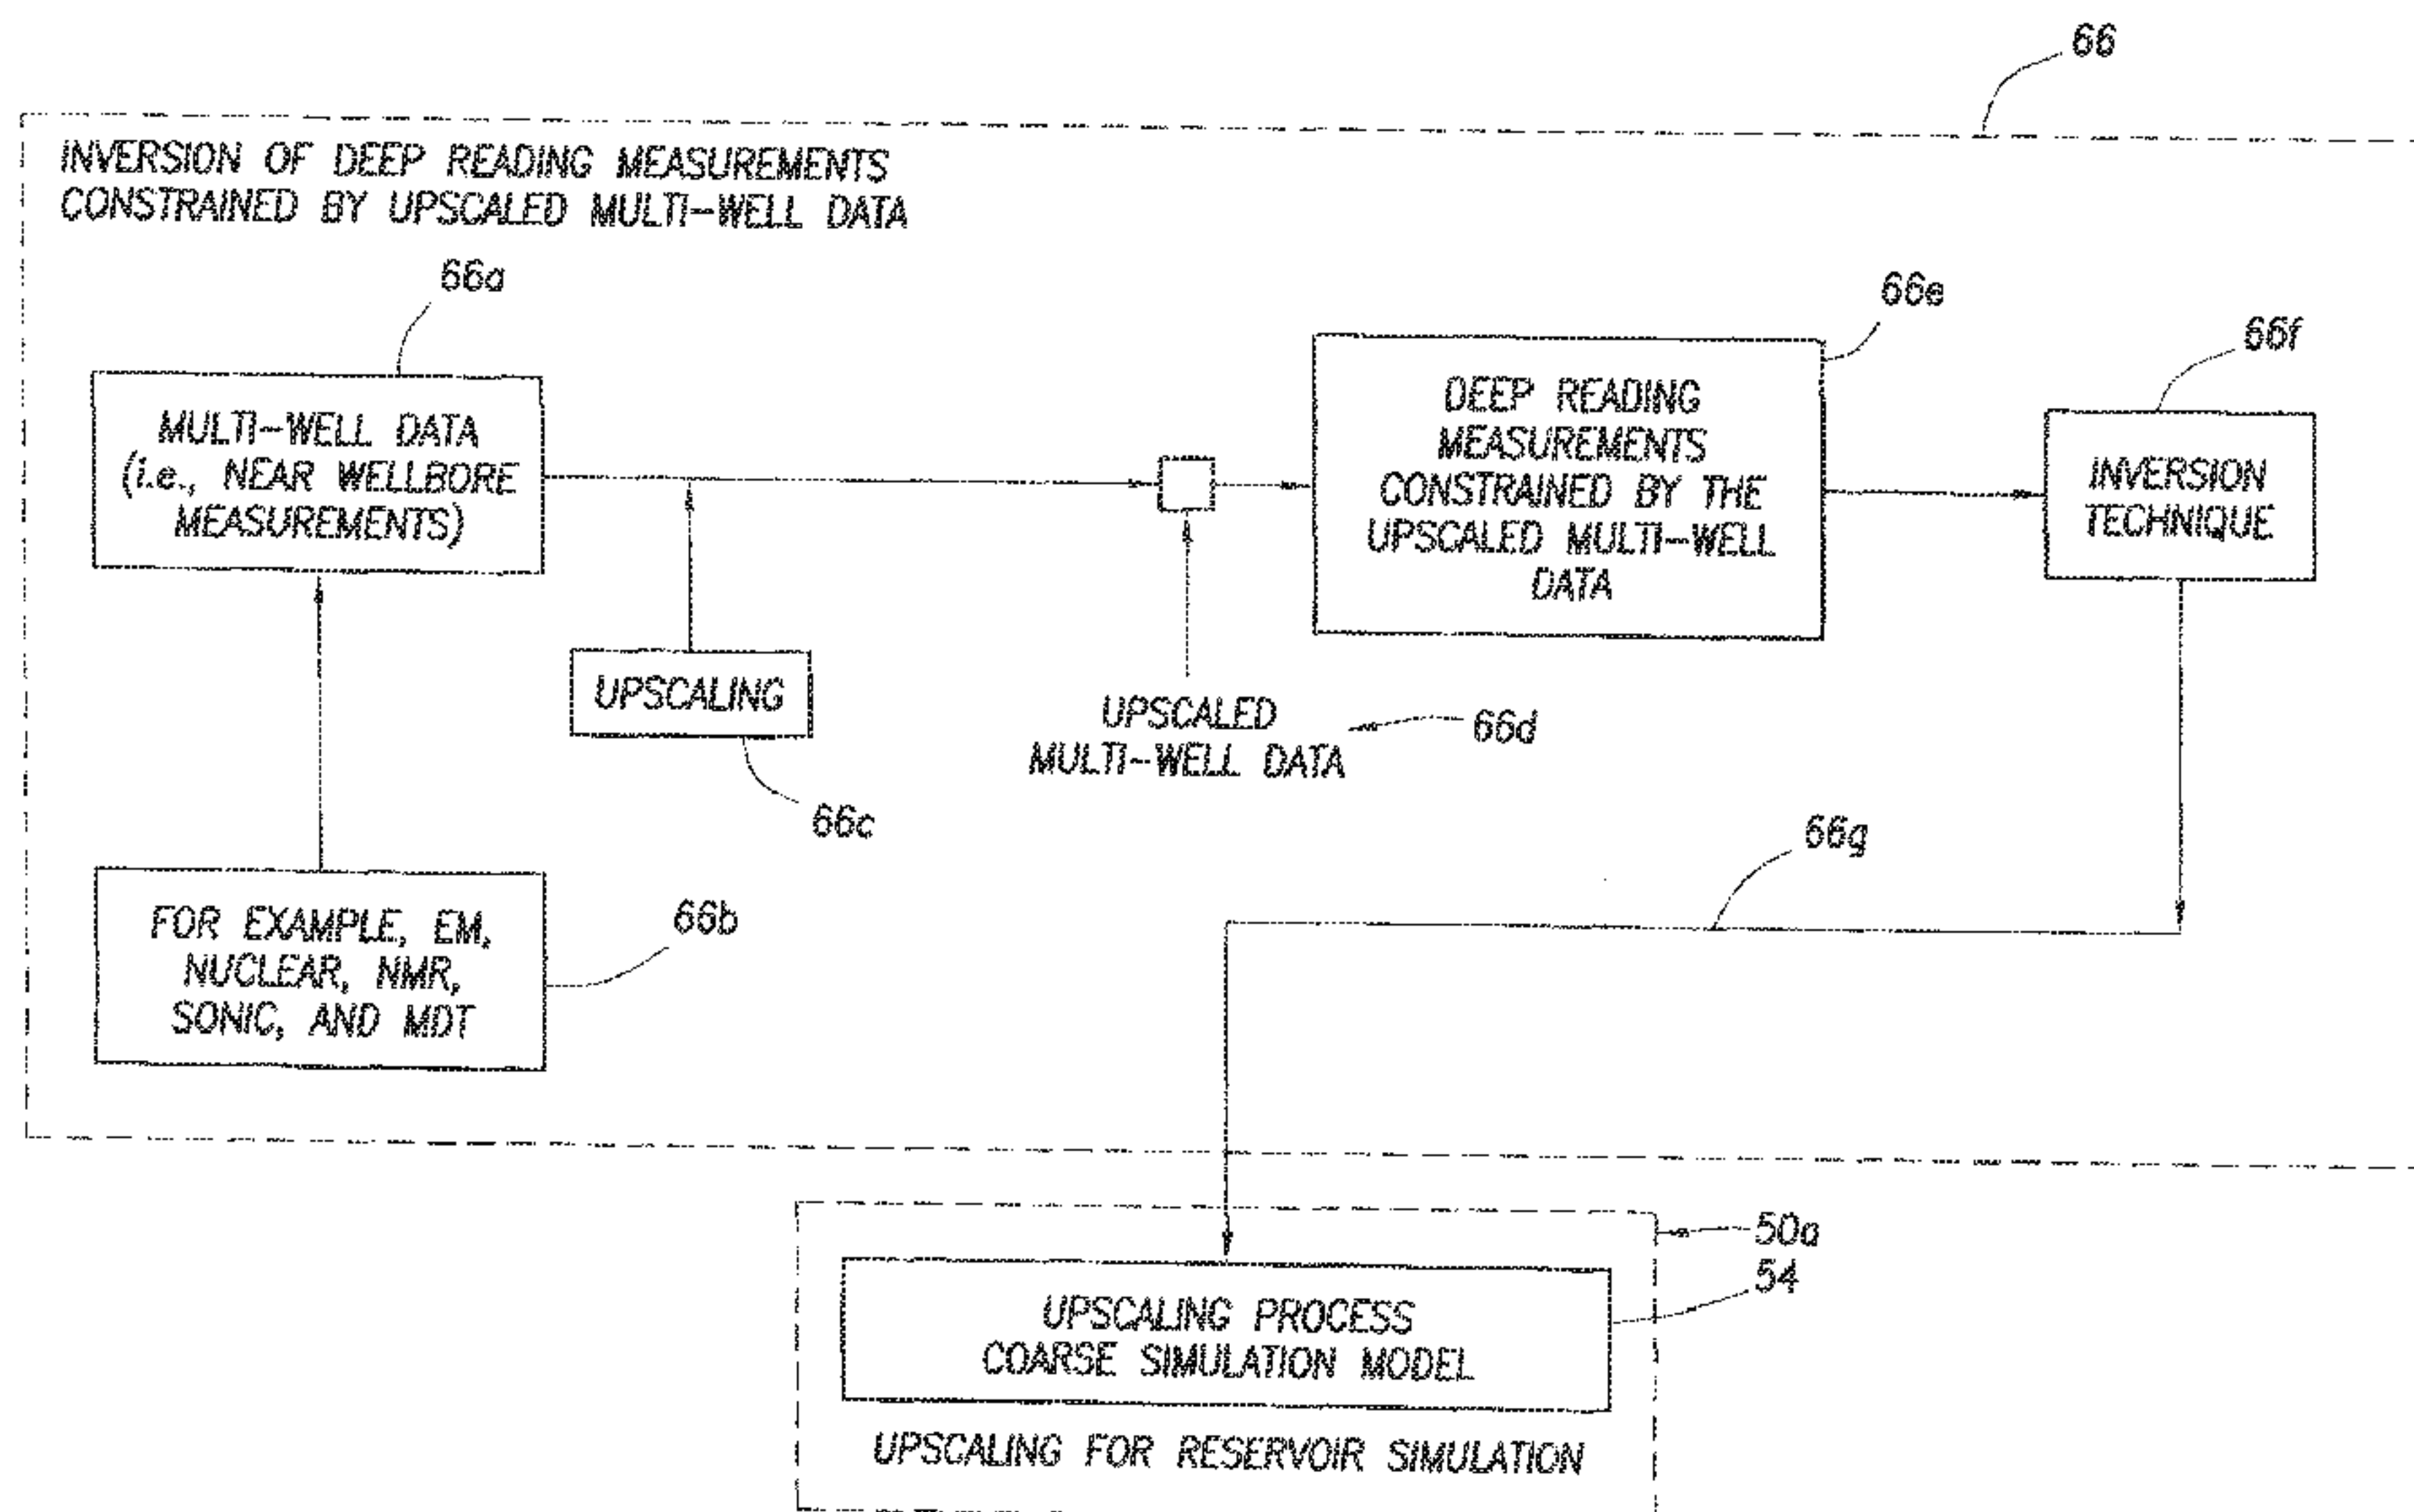 66
INVERSION OF DEEP READING MEASUREMENTS
CONSTRAINED BY UPSCALED MULTI-WELL DATA
66a
66e
66f
MULTI-WELL DATA
(i.e., NEAR WELLBORE
MEASUREMENTS)
DEEP READING
MEASUREMENTS
CONSTRAINED BY THE
UPSCALED MULTI-WELL
DATA
INVERSION
TECHNIQUE
UPSCALING
66c
UPSCALED
MULTI-WELL DATA
66d
66g
FOR EXAMPLE, EM,
NUCLEAR, NMR,
SONIC, AND MDT
66b
50a
54
UPSCALING PROCESS
COARSE SIMULATION MODEL
UPSCALING FOR RESERVOIR SIMULATION